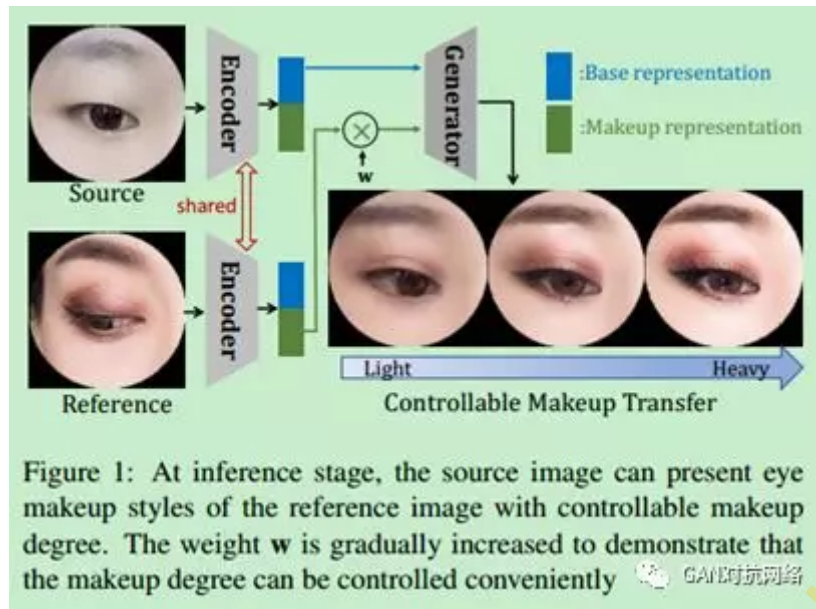 Source
Encoder
Generator
:Base representation
:Makeup representation
w
shared
Reference
Encoder
Light
Heavy
Controllable Makeup Transfer
Figure 1: At inference stage, the source image can present eye
makeup styles of the reference image with controllable makeup
degree. The weight w is gradually increased to demonstrate that
the makeup degree can be controlled conveniently
GAN对抗网络